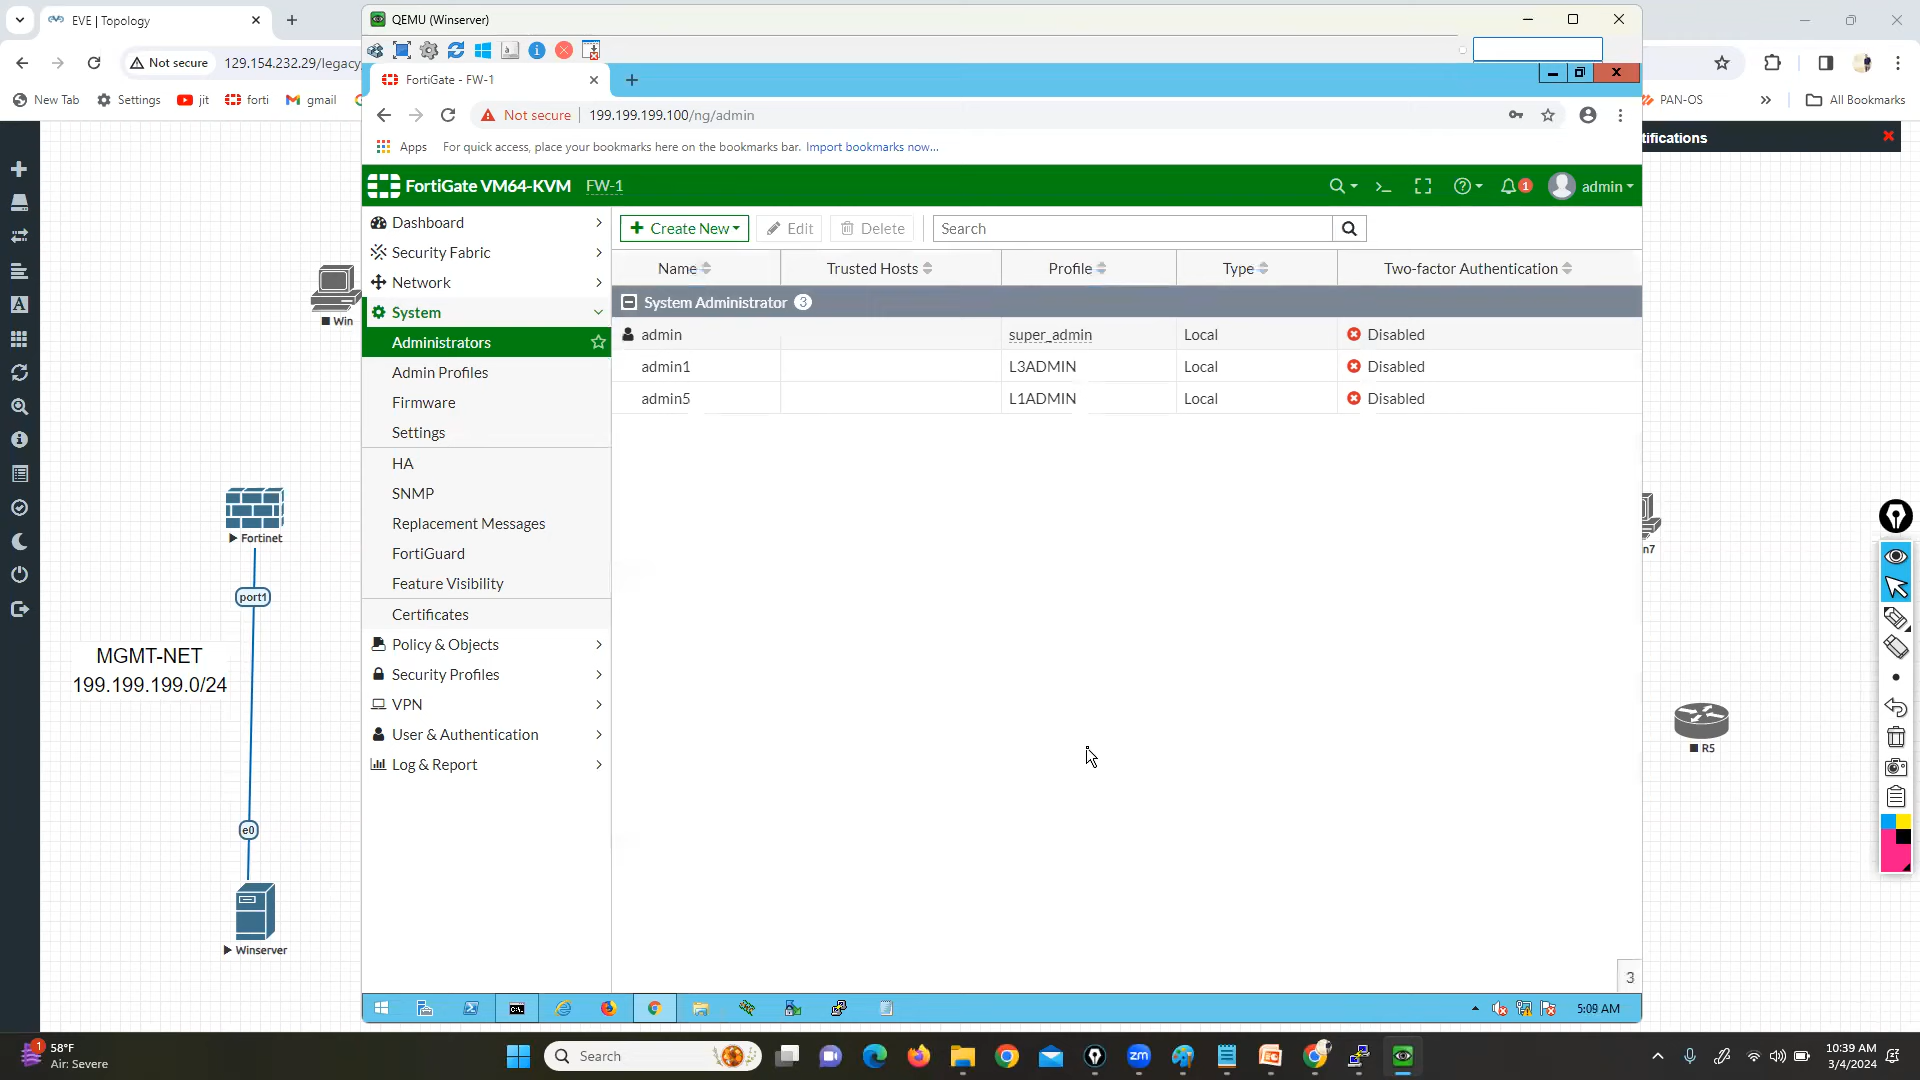 EVE | Topology
QEMU (Winserver)
Not secure
129.154.232.29/legacy
FortiGate - FW-1
New Tab
Settings
jit
forti
gmail
PAN-OS
All Bookmarks
Not secure
199.199.199.100/ng/admin
Apps
For quick access, place your bookmarks here on the bookmarks bar. Import bookmarks now...
tifications
FortiGate VM64-KVM
FW-1
1
admin
Dashboard
Security Fabric
Network
System
Administrators
Admin Profiles
Firmware
Settings
HA
SNMP
Replacement Messages
FortiGuard
Feature Visibility
Certificates
Policy & Objects
Security Profiles
VPN
User & Authentication
Log & Report
Create New
Edit
Delete
Search
Name Trusted Hosts Profile Type Two-factor Authentication
System Administrator 3
admin super_admin Local Disabled
admin1 L3ADMIN Local Disabled
admin5 L1ADMIN Local Disabled
3
Win
Fortinet
port1
MGMT-NET
199.199.199.0/24
e0
Winserver
n7
R5
5:09 AM
1
58°F
Air: Severe
Search
zm
10:39 AM
3/4/2024